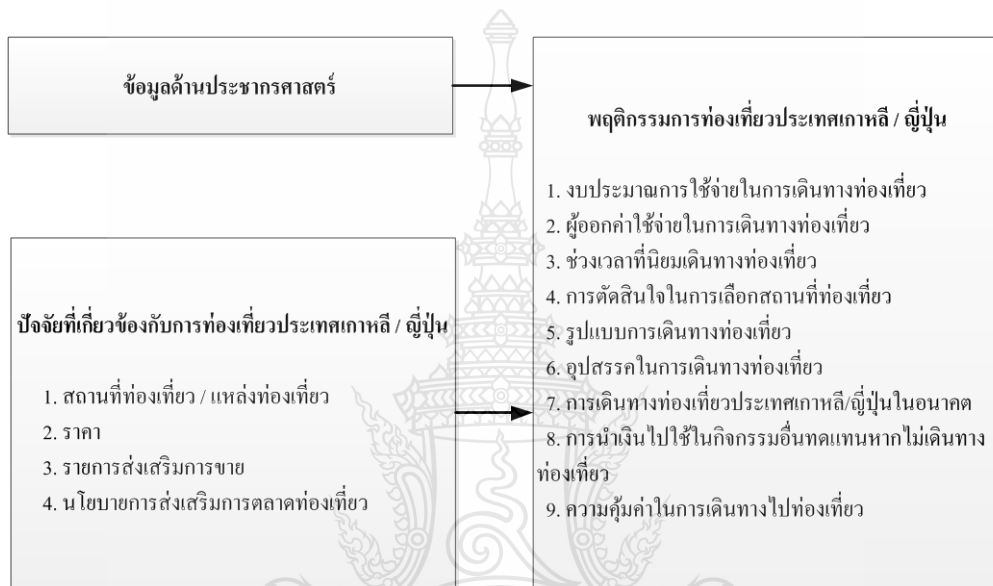 ข้อมูลด้านประชากรศาสตร์
ปัจจัยที่เกี่ยวข้องกับการท่องเที่ยวประเทศเกาหลี / ญี่ปุ่น
1. สถานที่ท่องเที่ยว / แหล่งท่องเที่ยว
2. ราคา
3. รายการส่งเสริมการขาย
4. นโยบายการส่งเสริมการตลาดท่องเที่ยว
พฤติกรรมการท่องเที่ยวประเทศเกาหลี / ญี่ปุ่น
1. งบประมาณการใช้จ่ายในการเดินทางท่องเที่ยว
2. ผู้ออกค่าใช้จ่ายในการเดินทางท่องเที่ยว
3. ช่วงเวลาที่นิยมเดินทางท่องเที่ยว
4. การตัดสินใจในการเลือกสถานที่ท่องเที่ยว
5. รูปแบบการเดินทางท่องเที่ยว
6. อุปสรรคในการเดินทางท่องเที่ยว
7. การเดินทางท่องเที่ยวประเทศเกาหลี/ญี่ปุ่นในอนาคต
8. การนำเงินไปใช้ในกิจกรรมอื่นทดแทนหากไม่เดินทาง
ท่องเที่ยว
9. ความคุ้มค่าในการเดินทางไปท่องเที่ยว